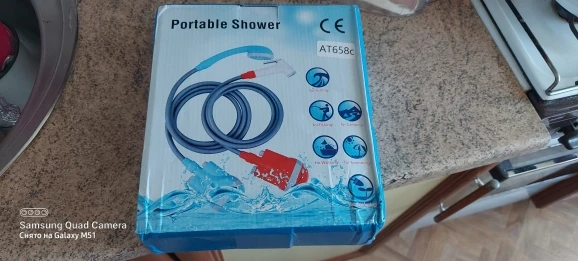 Portable Shower
CE
AT658c
Samsung Quad Camera
Снято на Galaxy M51